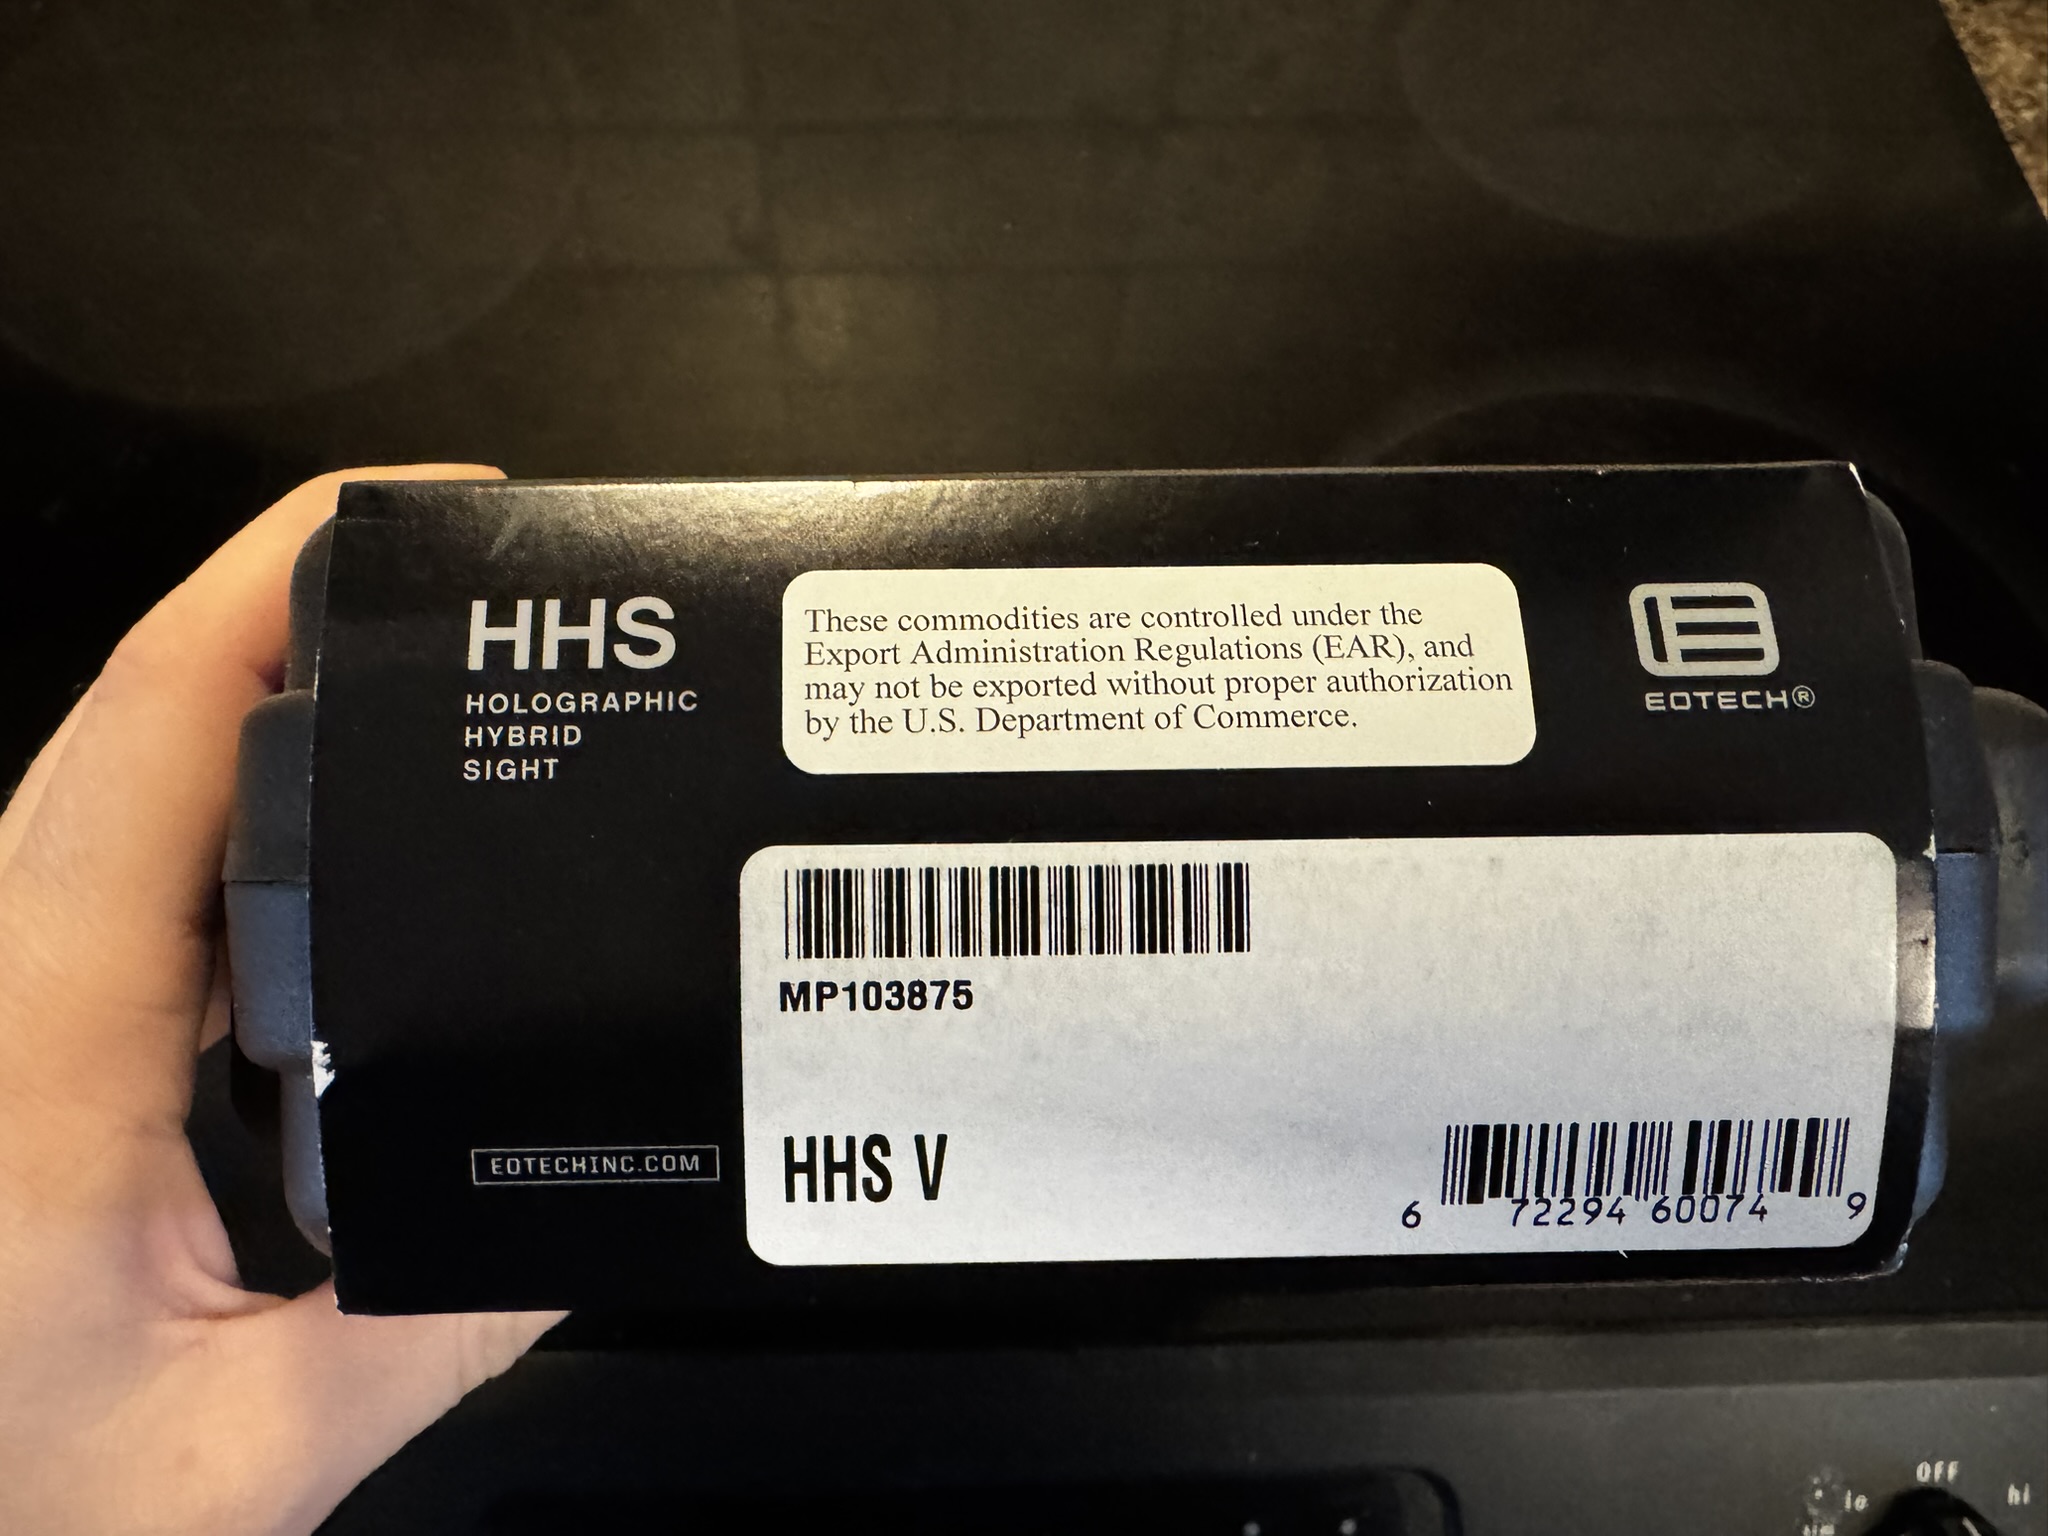 HHS
HOLOGRAPHIC
HYBRID
SIGHT
These commodities are controlled under the
Export Administration Regulations (EAR), and
may not be exported without proper authorization
by the U.S. Department of Commerce.
EOTECH®
MP103875
HHS V
6 72294 60074 9
EOTECHINC.COM
OFF
lo
hi